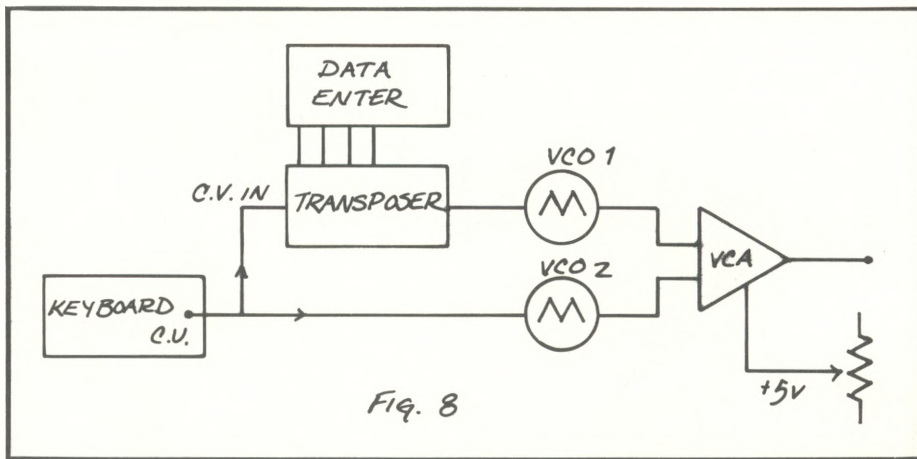 DATA
ENTER
VCO 1
C.V. IN
TRANSPOSER
VCA
VCO 2
KEYBOARD
C.V.
+5V
FIG. 8